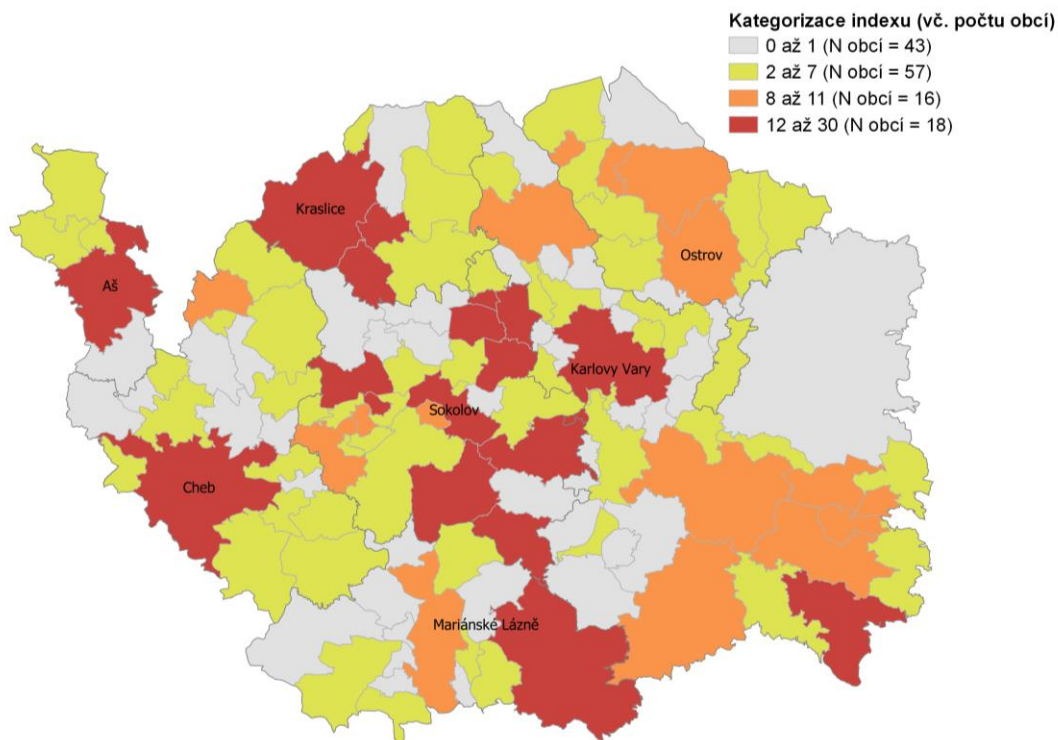 Kategorizace indexu (vč. počtu obcí)
0 až 1 (N obcí = 43)
2 až 7 (N obcí = 57)
8 až 11 (N obcí = 16)
12 až 30 (N obcí = 18)
Kraslice
Ostrov
Aš
Karlovy Vary
Sokolov
Cheb
Mariánské Lázně